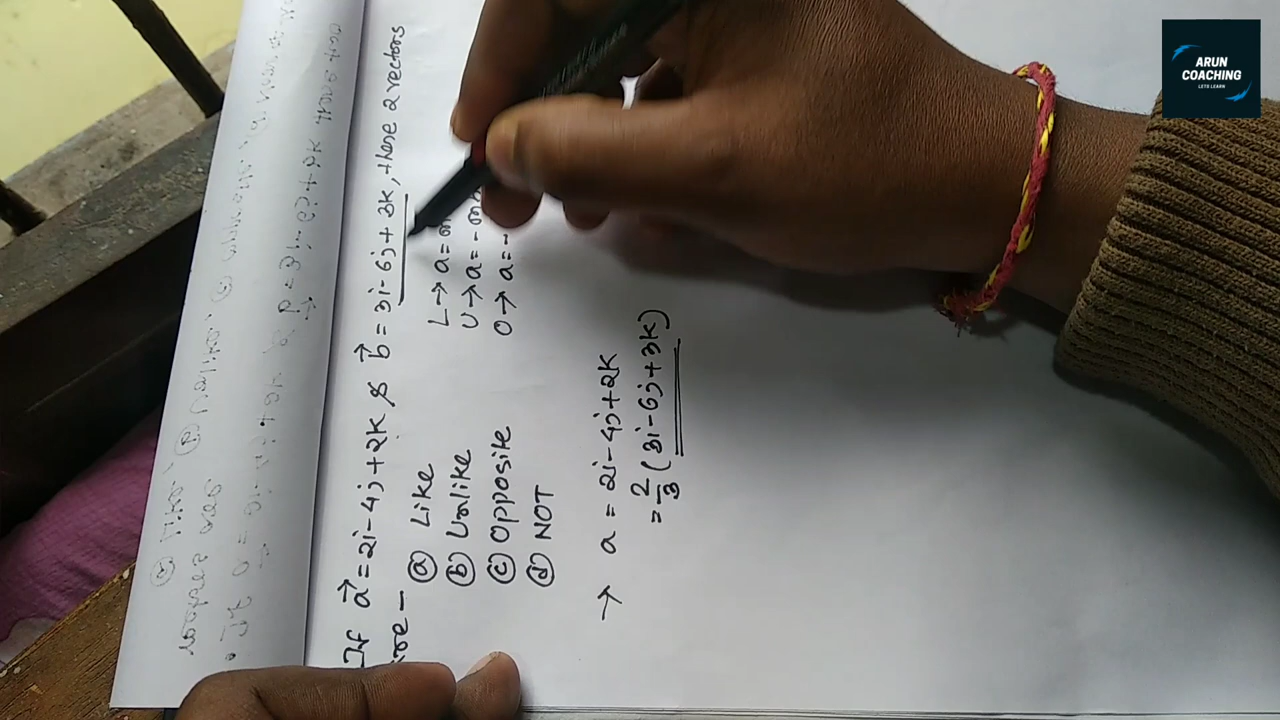 If a⃗ = 2i - 4j + 2k & b⃗ = 3i - 6j + 3k, these 2 vectors
are -
(a) Like
(b) Unlike
(c) Opposite
(d) NOT
L → a = m
U → a = - m
O → a = -
→ a = 2i - 4j + 2k
= 2/3 (3i - 6j + 3k)
ARUN
COACHING
LETS LEARN